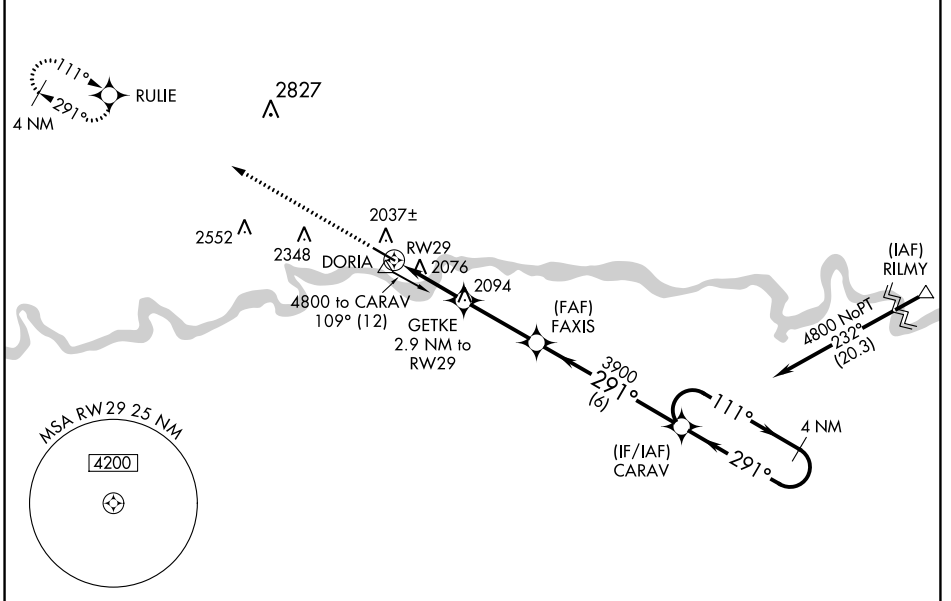 111°
RULIE
291°
4 NM
2827
2552
2348
2037±
RW29
DORIA
2076
2094
4800 to CARAV
109° (12)
GETKE
2.9 NM to
RW29
(FAF)
FAXIS
(IAF)
RILMY
4800 NoPT
232°
(20.3)
3900
291°
(6)
111°
4 NM
291°
(IF/IAF)
CARAV
MSA RW29 25 NM
4200